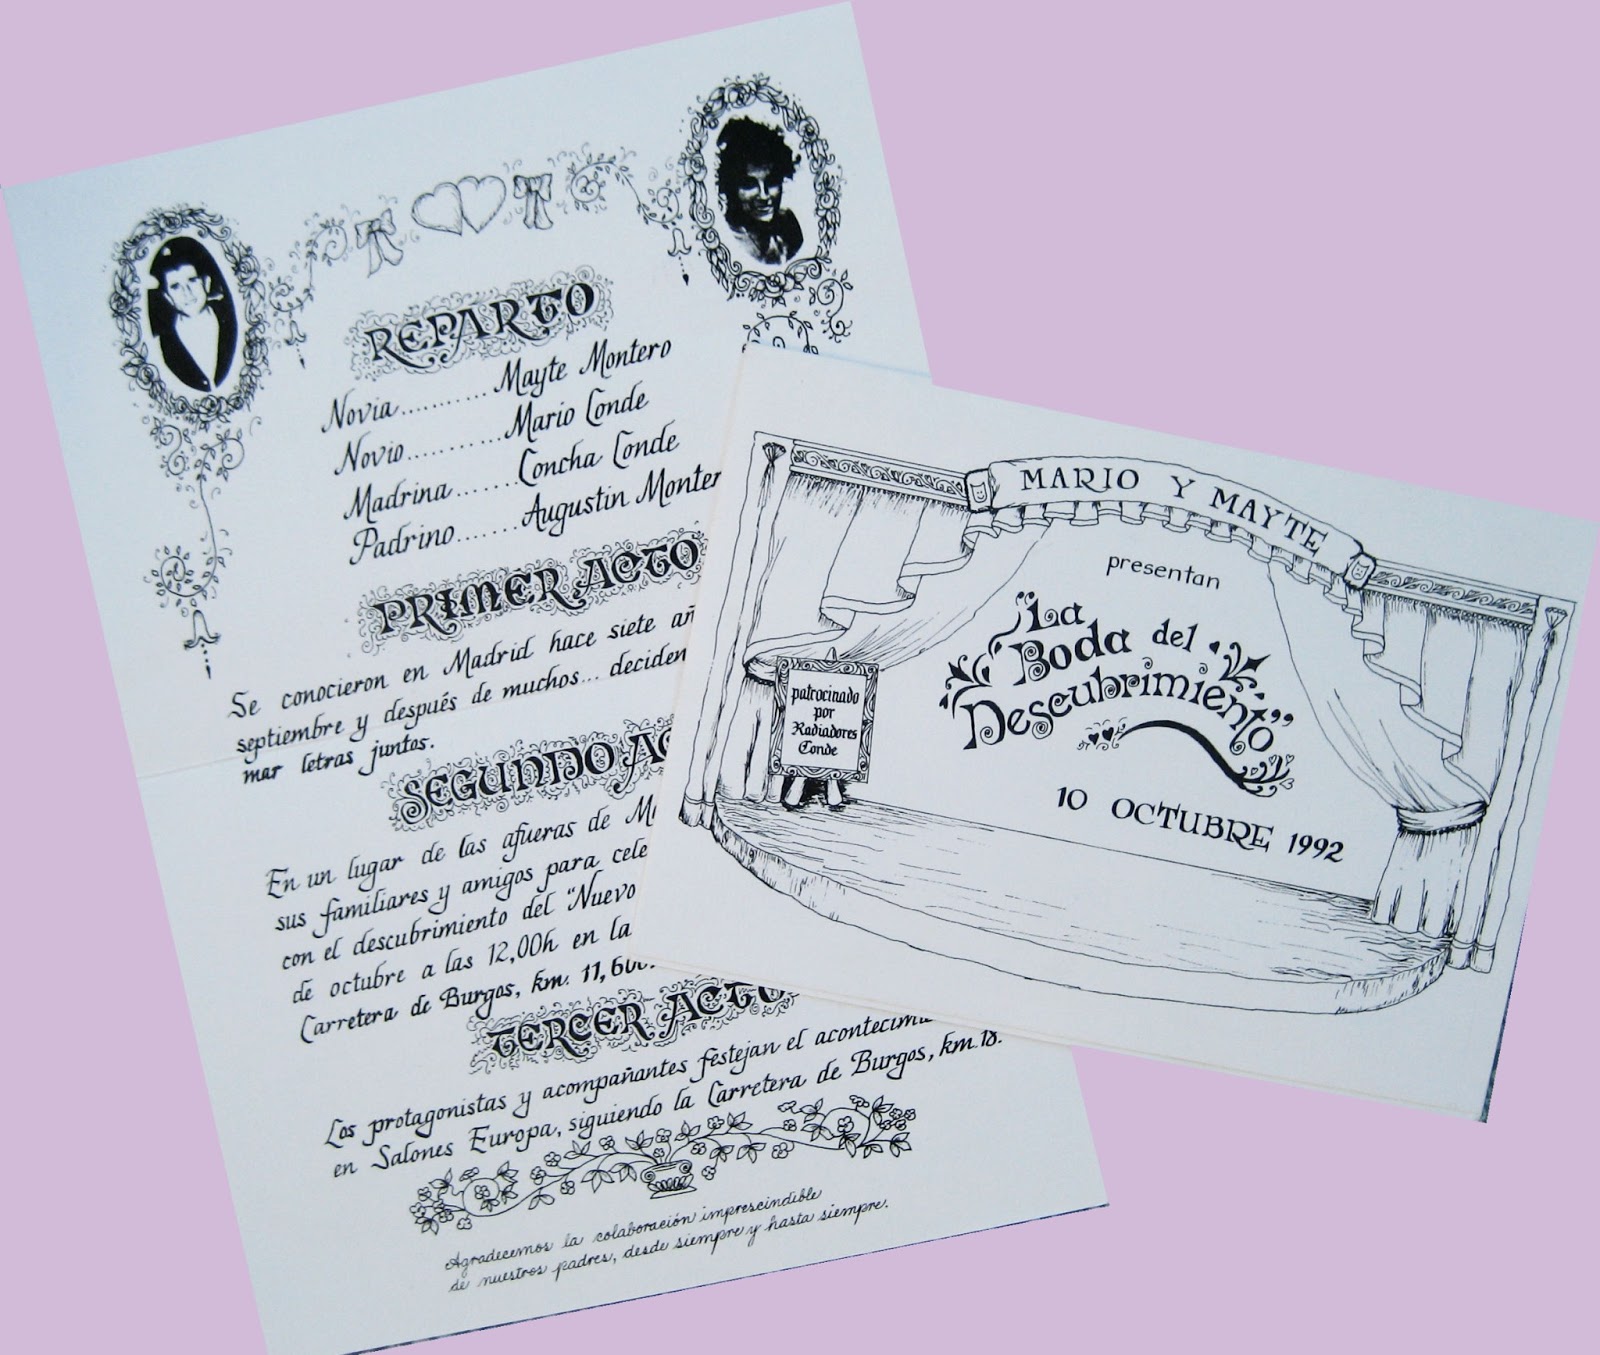 REPARTO
Novia........... Mayte Montero
Novio.......... Mario Conde
Madrina....... Concha Conde
Padrino....... Augustin Monter
PRIMER ACTO
Se conocieron en Madrid hace siete añ
septiembre y después de muchos... deciden
mar letras juntos.
SEGUNDO AC
En un lugar de las afueras de M
sus familiares y amigos para cele
con el descubrimiento del "Nuevo
de octubre a las 12,00h en la
Carretera de Burgos, km. 11,600.
TERCER ACTO
Los protagonistas y acompañantes festejan el acontecimie
en Salones Europa, siguiendo la Carretera de Burgos, km.18.
Agradecemos la colaboración imprescindible
de nuestros padres, desde siempre y hasta siempre.
MARIO Y MAYTE
presentan
"La
Boda del
Descubrimiento"
10 OCTUBRE 1992
patrocinado
por
Radiadores
Conde